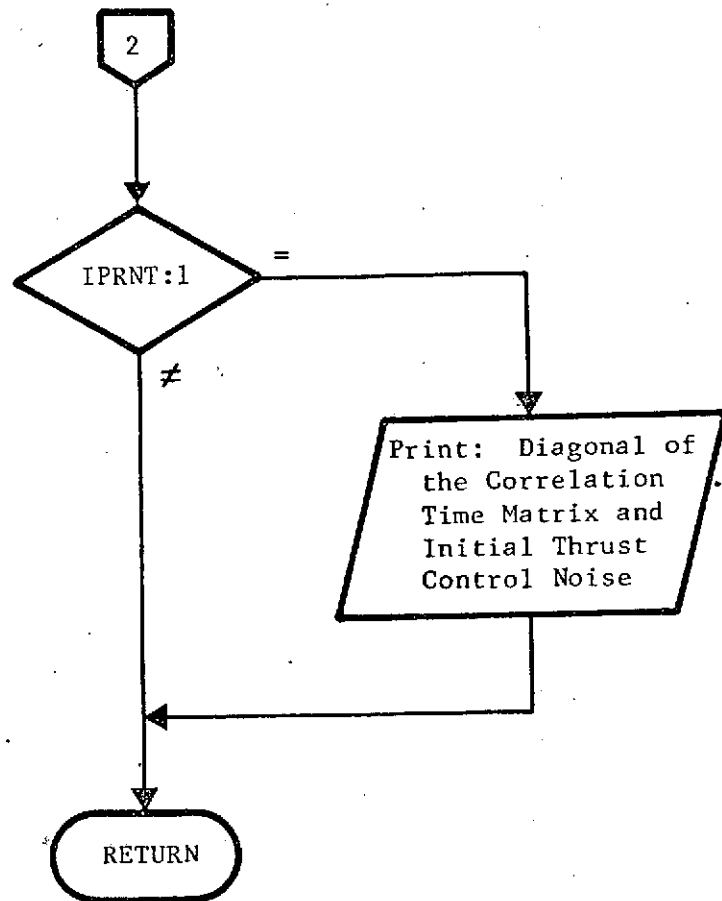 2
IPRNT:1
=
≠
Print: Diagonal of
the Correlation
Time Matrix and
Initial Thrust
Control Noise
RETURN